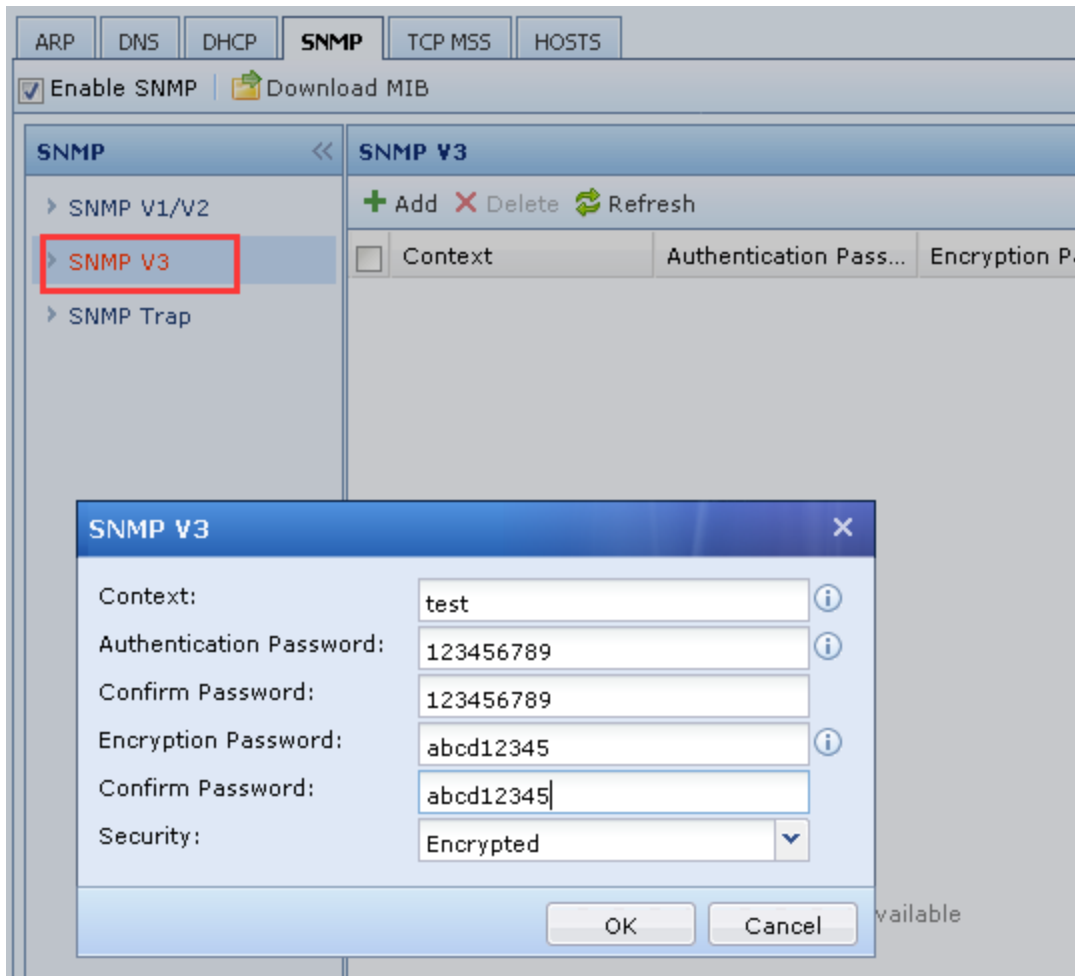 ARP DNS DHCP SNMP TCP MSS HOSTS
Enable SNMP Download MIB
SNMP SNMP V3
SNMP V1/V2 Add Delete Refresh
SNMP V3 Context Authentication Pass... Encryption
SNMP Trap
SNMP V3
Context: test
Authentication Password: 123456789
Confirm Password: 123456789
Encryption Password: abcd12345
Confirm Password: abcd12345
Security: Encrypted
OK Cancel vailable